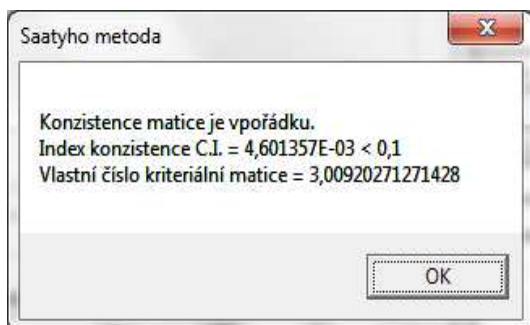 Saatyho metoda
Konzistence matice je vpořádku.
Index konzistence C.I. = 4,601357E-03 < 0,1
Vlastní číslo kriteriální matice = 3,00920271271428
OK